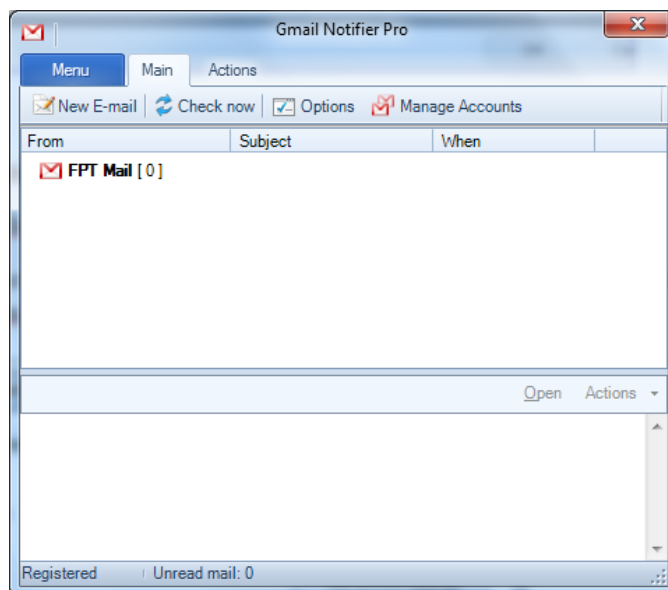 Gmail Notifier Pro
Menu Main Actions
New E-mail Check now Options Manage Accounts
From Subject When
FPT Mail [ 0 ]
Open Actions
Registered Unread mail: 0